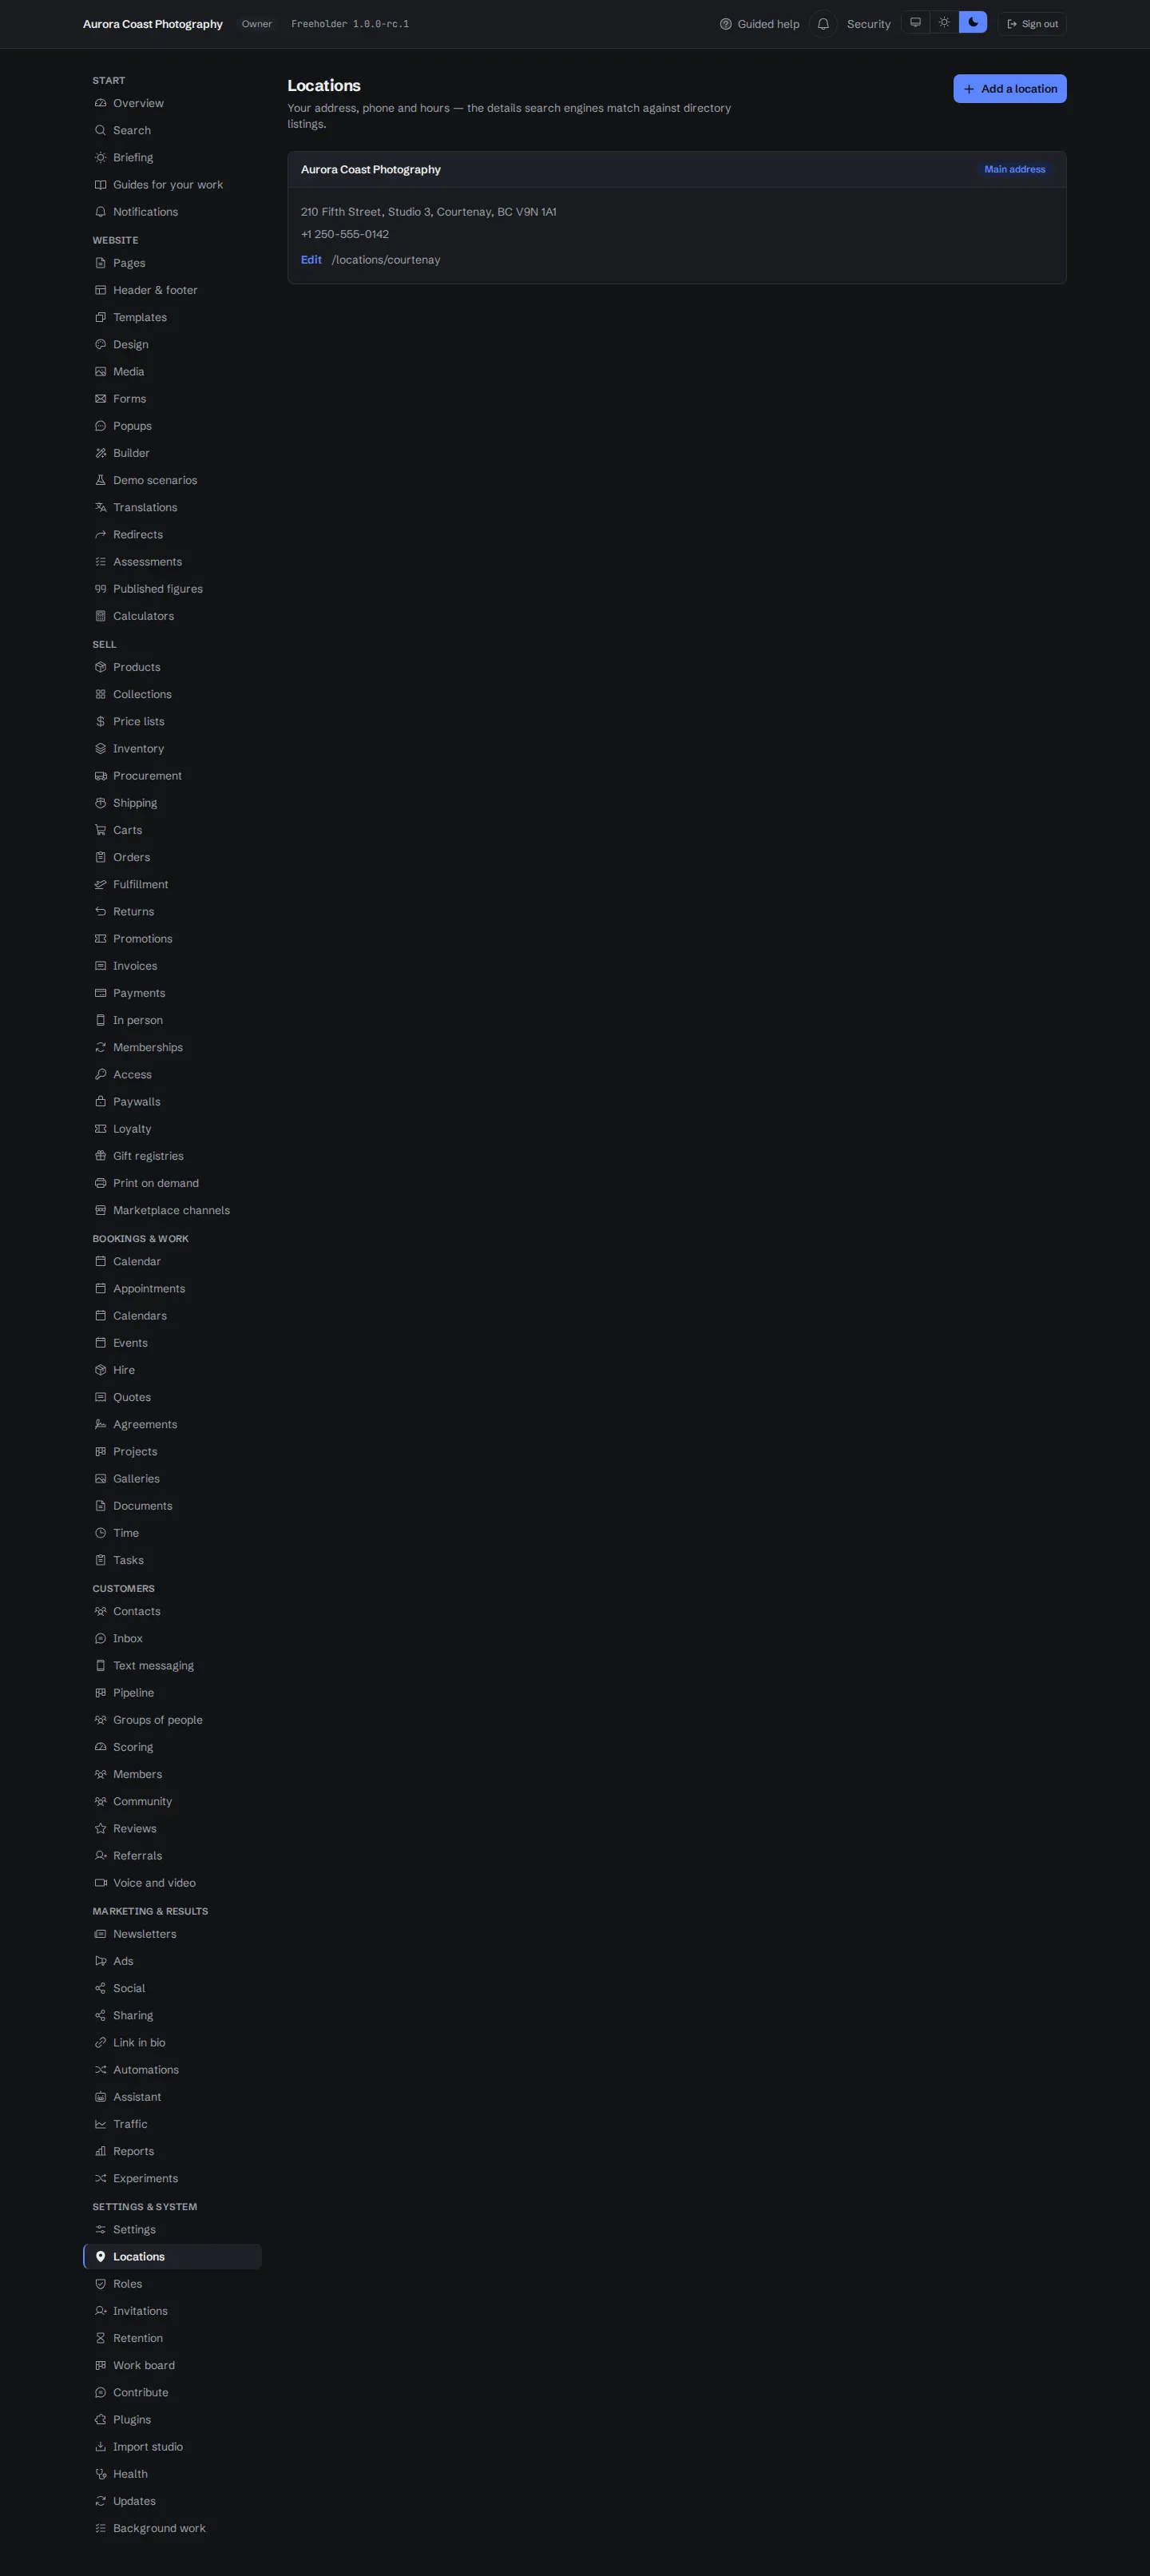 Aurora Coast Photography Owner Freeholder 1.0.0-rc.1 Guided help Security Sign out
START
Overview
Search
Briefing
Guides for your work
Notifications
WEBSITE
Pages
Header & footer
Templates
Design
Media
Forms
Popups
Builder
Demo scenarios
Translations
Redirects
Assessments
Published figures
Calculators
SELL
Products
Collections
Price lists
Inventory
Procurement
Shipping
Carts
Orders
Fulfillment
Returns
Promotions
Invoices
Payments
In person
Memberships
Access
Paywalls
Loyalty
Gift registries
Print on demand
Marketplace channels
BOOKINGS & WORK
Calendar
Appointments
Calendars
Events
Hire
Quotes
Agreements
Projects
Galleries
Documents
Time
Tasks
CUSTOMERS
Contacts
Inbox
Text messaging
Pipeline
Groups of people
Scoring
Members
Community
Reviews
Referrals
Voice and video
MARKETING & RESULTS
Newsletters
Ads
Social
Sharing
Link in bio
Automations
Assistant
Traffic
Reports
Experiments
SETTINGS & SYSTEM
Settings
Locations
Roles
Invitations
Retention
Work board
Contribute
Plugins
Import studio
Health
Updates
Background work
Locations
Your address, phone and hours — the details search engines match against directory
listings.
Add a location
Aurora Coast Photography
Main address
210 Fifth Street, Studio 3, Courtenay, BC V9N 1A1
+1 250-555-0142
Edit /locations/courtenay